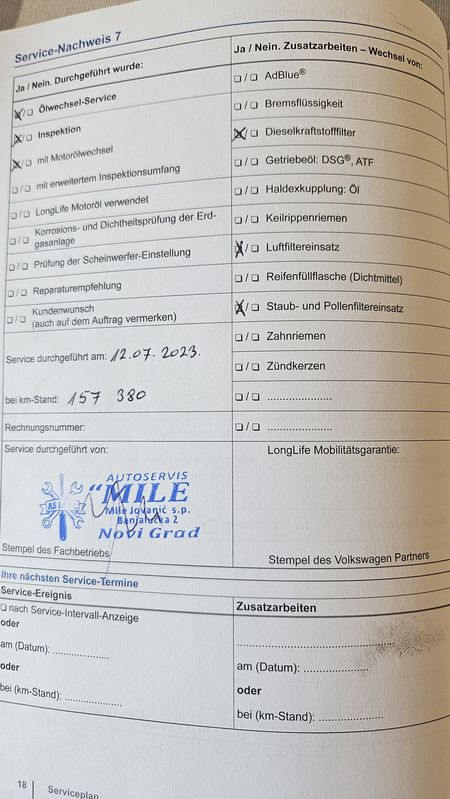 Service-Nachweis 7
Ja / Nein. Durchgeführt wurde:
Ölwechsel-Service
Inspektion
mit Motorölwechsel
mit erweitertem Inspektionsumfang
LongLife Motoröl verwendet
Korrosions- und Dichtheitsprüfung der Erd-
gasanlage
Prüfung der Scheinwerfer-Einstellung
Reparaturempfehlung
Kundenwunsch
(auch auf dem Auftrag vermerken)
Service durchgeführt am: 12.07.2023.
bei km-Stand: 157 380
Rechnungsnummer:
Service durchgeführt von:
AUTOSERVIS
"MILE
Mile Jovanić s.p.
Banjalučka 2
Novi Grad
Stempel des Fachbetriebs
Ja / Nein. Zusatzarbeiten – Wechsel von:
AdBlue®
Bremsflüssigkeit
Dieselkraftstofffilter
Getriebeöl: DSG®, ATF
Haldexkupplung: Öl
Keilrippenriemen
Luftfiltereinsatz
Reifenfüllflasche (Dichtmittel)
Staub- und Pollenfiltereinsatz
Zahnriemen
Zündkerzen
LongLife Mobilitätsgarantie:
Stempel des Volkswagen Partners
Ihre nächsten Service-Termine
Service-Ereignis
nach Service-Intervall-Anzeige
oder
am (Datum): ...............
oder
bei (km-Stand): ...............
Zusatzarbeiten
am (Datum): ...............
oder
bei (km-Stand): ...............
18 Serviceplan